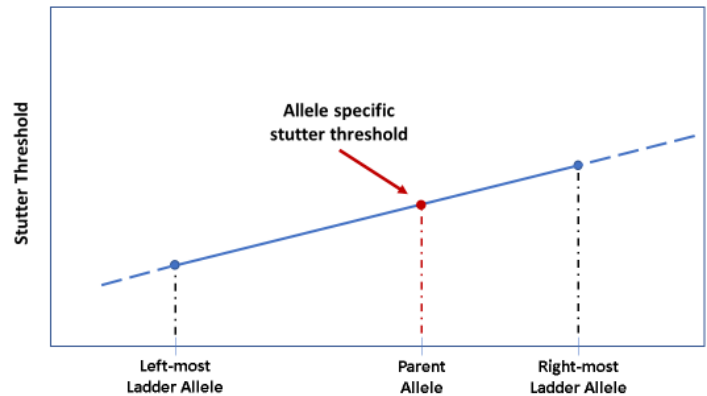 Stutter Threshold
Allele specific
stutter threshold
Left-most
Ladder Allele
Parent
Allele
Right-most
Ladder Allele